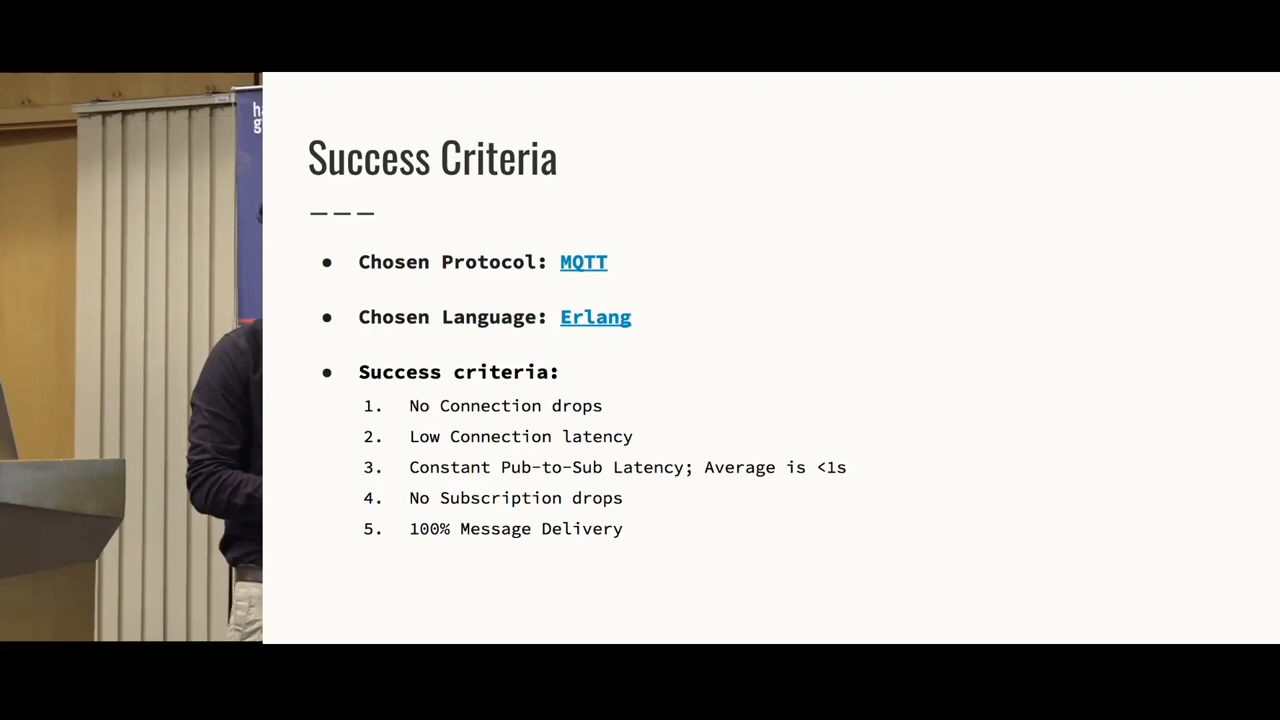 Success Criteria
Chosen Protocol: MQTT
Chosen Language: Erlang
Success criteria:
1. No Connection drops
2. Low Connection latency
3. Constant Pub-to-Sub Latency; Average is <1s
4. No Subscription drops
5. 100% Message Delivery